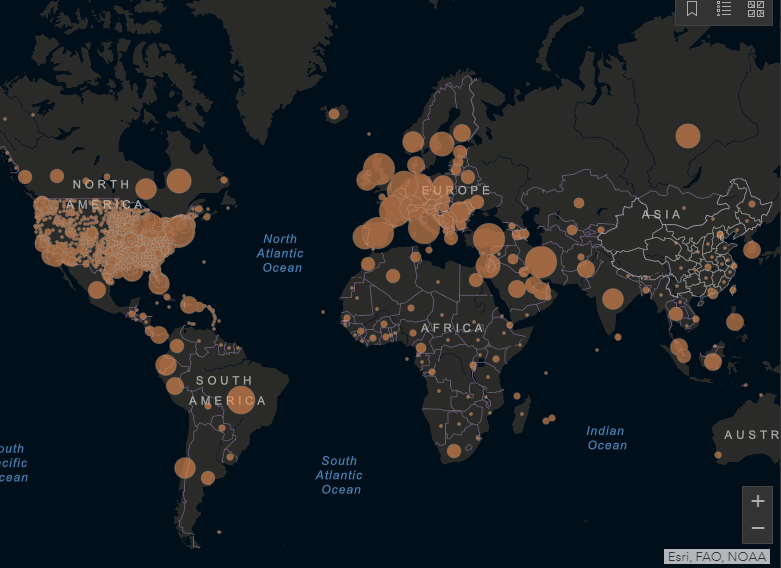 NORTH
AMERICA
EUROPE
ASIA
North
Atlantic
Ocean
AFRICA
SOUTH
AMERICA
Indian
Ocean
AUSTR
outh
cific
cean
South
Atlantic
Ocean
+
−
Esri, FAO, NOAA